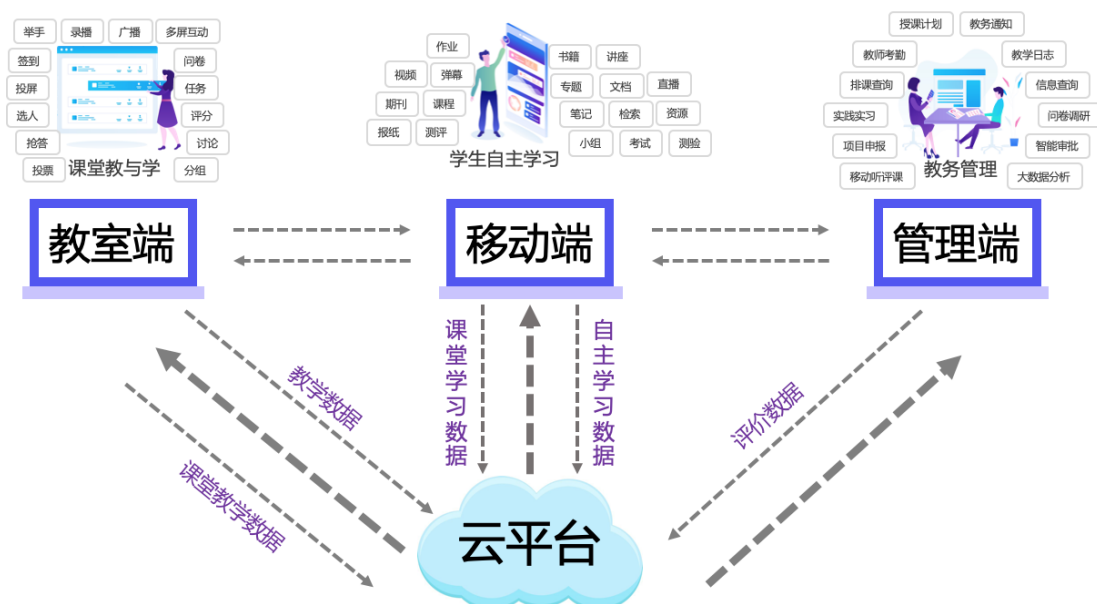 举手 录播 广播 多屏互动
签到 问卷
投屏 任务
选人 评分
抢答 讨论
投票 课堂教与学 分组
作业
视频 弹幕
期刊 课程
报纸 测评
书籍 讲座
专题 文档 直播
笔记 检索 资源
小组 考试 测验
学生自主学习
授课计划 教务通知
教师考勤 教学日志
排课查询 信息查询
实践实习 问卷调研
项目申报 智能审批
移动听评课 教务管理 大数据分析
教室端 移动端 管理端
教学数据
课堂教学数据
课堂学习数据
自主学习数据
评价数据
云平台